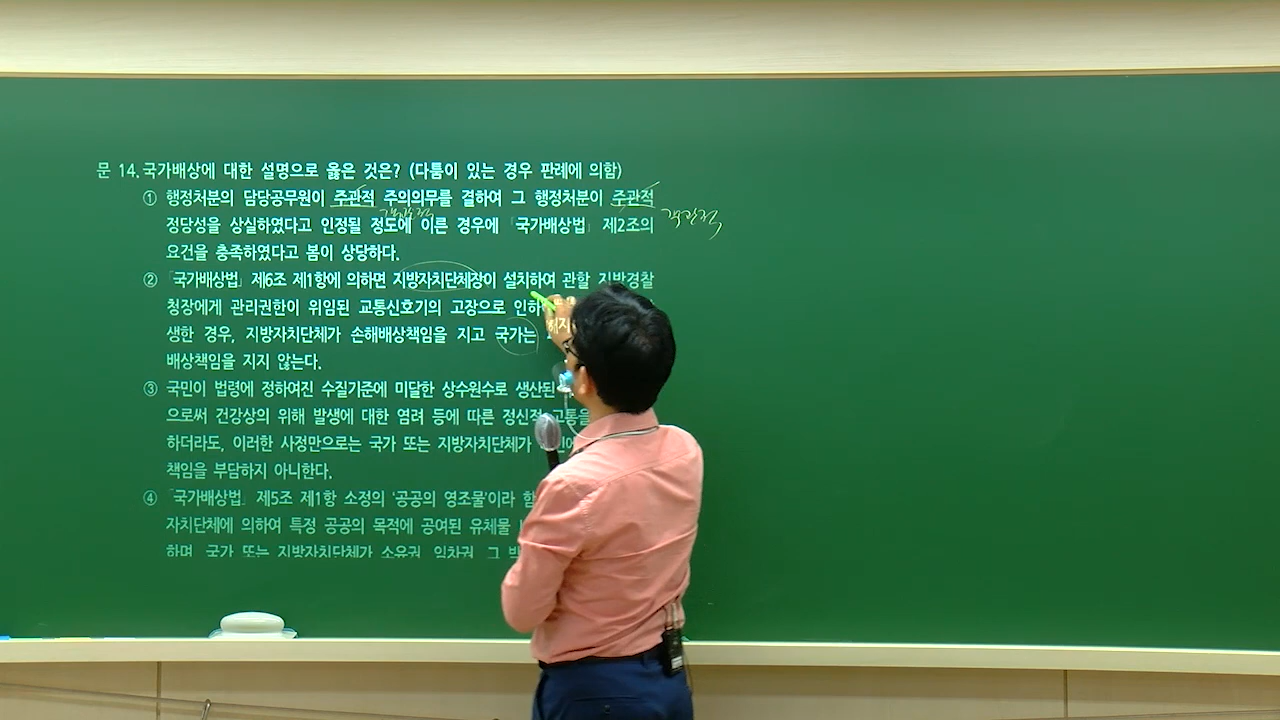 문 14. 국가배상에 대한 설명으로 옳은 것은? (다툼이 있는 경우 판례에 의함)
① 행정처분의 담당공무원이 주관적 주의의무를 결하여 그 행정처분이 주관적
객관적
정당성을 상실하였다고 인정될 정도에 이른 경우에 「국가배상법」 제2조의
객관적
요건을 충족하였다고 봄이 상당하다.
② 「국가배상법」 제6조 제1항에 의하면 지방자치단체장이 설치하여 관할 지방경찰
청장에게 관리권한이 위임된 교통신호기의 고장으로 인하
생한 경우, 지방자치단체가 손해배상책임을 지고 국가는
배상책임을 지지 않는다.
③ 국민이 법령에 정하여진 수질기준에 미달한 상수원수로 생산된
으로써 건강상의 위해 발생에 대한 염려 등에 따른 정신적 고통을
하더라도, 이러한 사정만으로는 국가 또는 지방자치단체가
책임을 부담하지 아니한다.
④ 「국가배상법」 제5조 제1항 소정의 '공공의 영조물'이라 함
자치단체에 의하여 특정 공공의 목적에 공여된 유체물
하며, 국가 또는 지방자치단체가 소유권, 임차권, 그